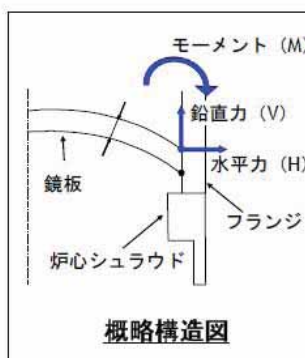 モーメント（M）
鉛直力（V）
水平力（H）
鏡板
フランジ
炉心シュラウド
概略構造図